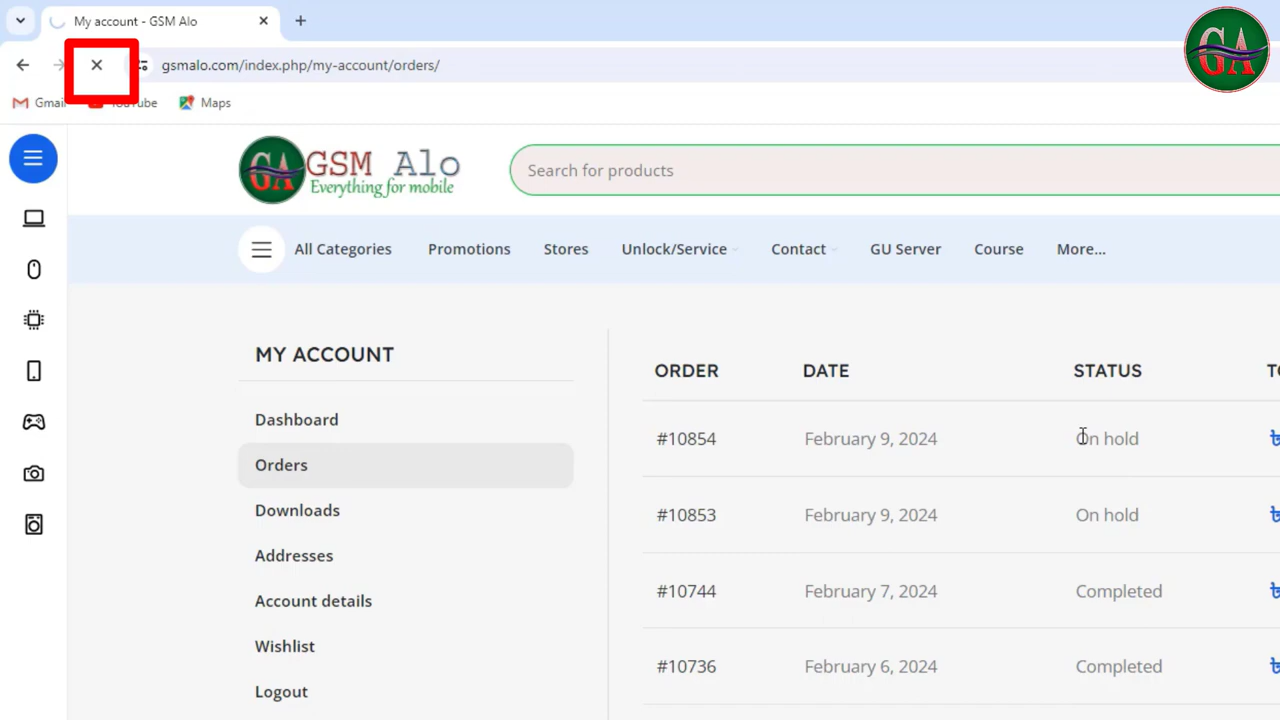 My account - GSM Alo
gsmalo.com/index.php/my-account/orders/
Gmail YouTube Maps
GA
GA GSM Alo
Everything for mobile
Search for products
All Categories Promotions Stores Unlock/Service Contact GU Server Course More...
MY ACCOUNT
Dashboard
Orders
Downloads
Addresses
Account details
Wishlist
Logout
ORDER DATE STATUS
#10854 February 9, 2024 On hold ৳
#10853 February 9, 2024 On hold ৳
#10744 February 7, 2024 Completed ৳
#10736 February 6, 2024 Completed ৳